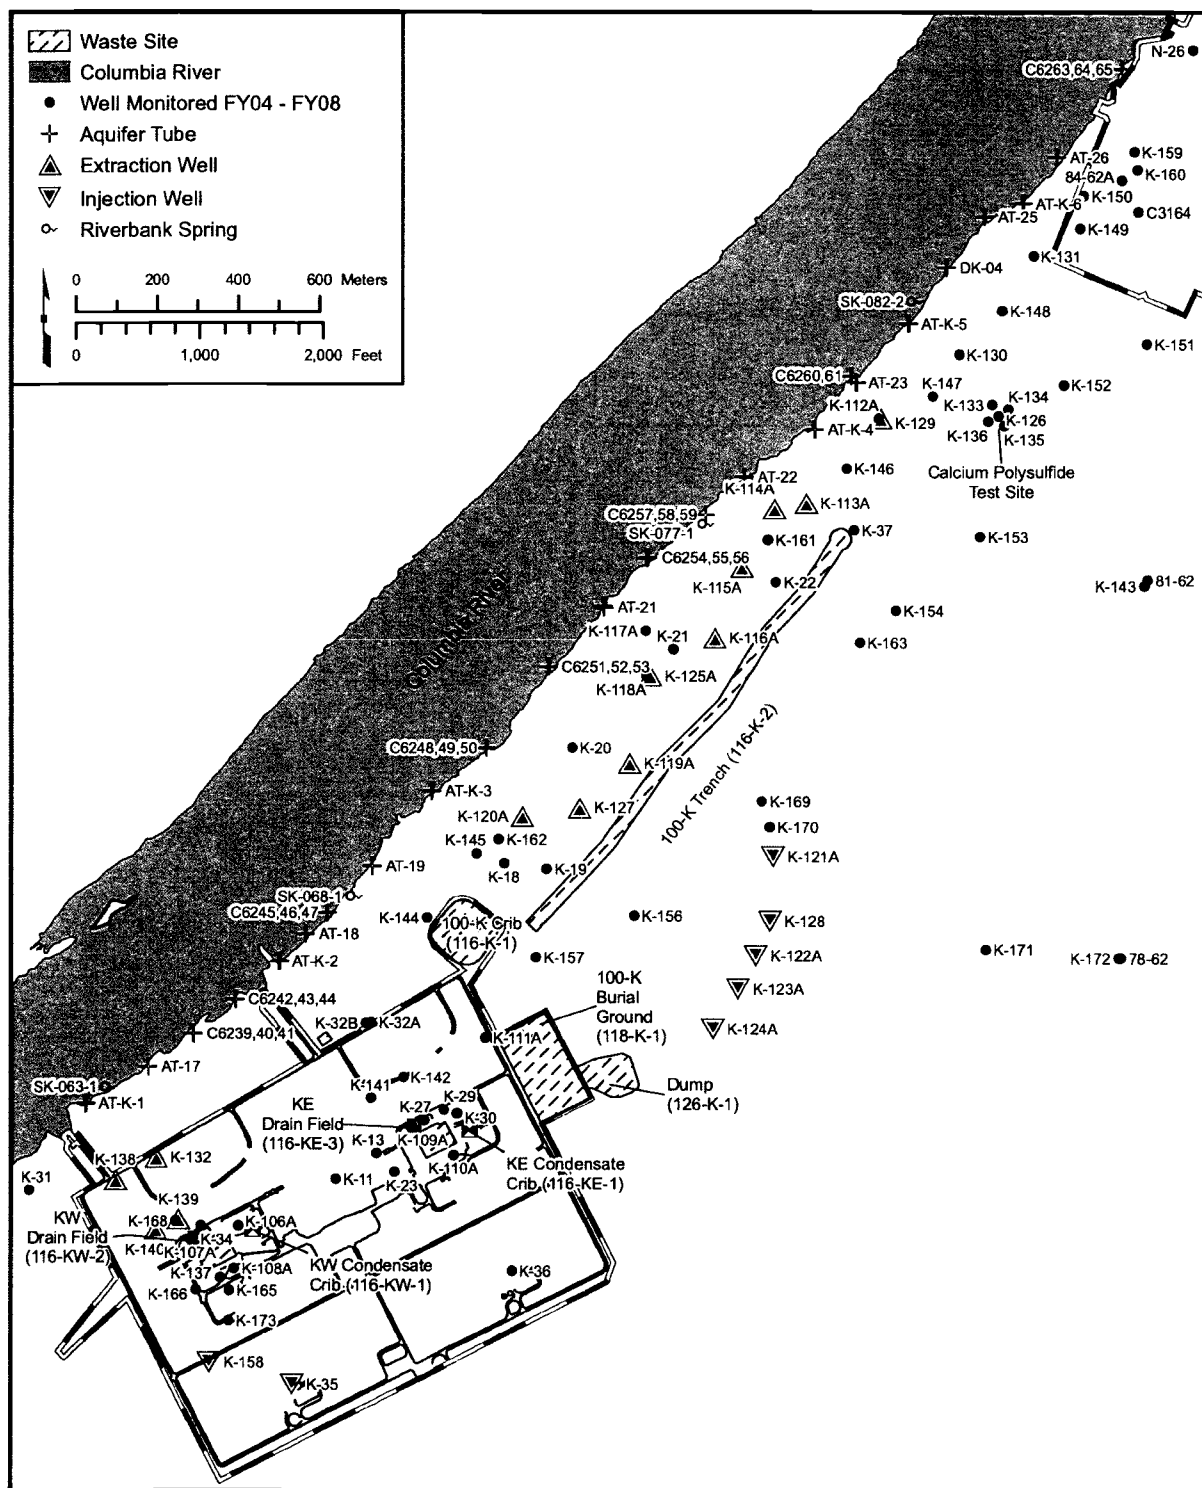 Waste Site
Columbia River
Well Monitored FY04 - FY08
Aquifer Tube
Extraction Well
Injection Well
Riverbank Spring
0 200 400 600 Meters
0 1,000 2,000 Feet
N-26
C6263,64,65
AT-26
K-159
84-62A
K-160
K-150
AT-K-6
C3164
AT-25
K-149
K-131
DK-04
SK-082-2
K-148
AT-K-5
K-151
K-130
C6260,61
AT-23
K-147
K-152
K-134
K-133
K-112A
K-129
K-126
AT-K-4
K-136
K-135
Calcium Polysulfide
Test Site
K-146
AT-22
K-114A
K-113A
C6257,58,59
SK-077-1
K-37
K-161
K-153
C6254,55,56
K-115A
K-22
81-62
K-143
AT-21
K-154
K-117A
K-21
K-116A
K-163
C6251,52,53
K-125A
K-118A
Columbia River
100-K Trench (116-K-2)
C6248,49,50
K-20
K-119A
AT-K-3
K-127
K-169
K-120A
K-170
K-162
K-145
K-121A
AT-19
K-18
K-19
SK-068-1
C6245,46,47
K-144
100-K Crib
(116-K-1)
K-156
K-128
AT-18
AT-K-2
K-157
K-122A
K-171
K-172
78-62
100-K
Burial
Ground
(118-K-1)
K-123A
C6242,43,44
K-32B
K-32A
K-124A
C6239,40,41
K-111A
AT-17
SK-063-1
K-142
K-141
Dump
(126-K-1)
AT-K-1
KE
Drain Field
(116-KE-3)
K-27
K-29
K-30
K-109A
K-13
K-110A
KE Condensate
Crib (116-KE-1)
K-138
K-132
K-31
K-11
K-23
K-139
KW
Drain Field
(116-KW-2)
K-168
K-106A
K-34
K-140
K-107A
K-108A
K-137
KW Condensate
Crib (116-KW-1)
K-166
K-165
K-36
K-173
K-158
K-35